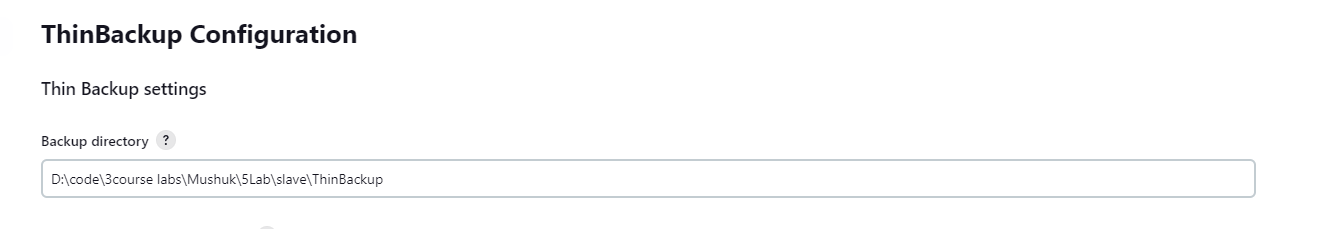 ThinBackup Configuration
Thin Backup settings
Backup directory ?
D:\code\3course labs\Mushuk\5Lab\slave\ThinBackup